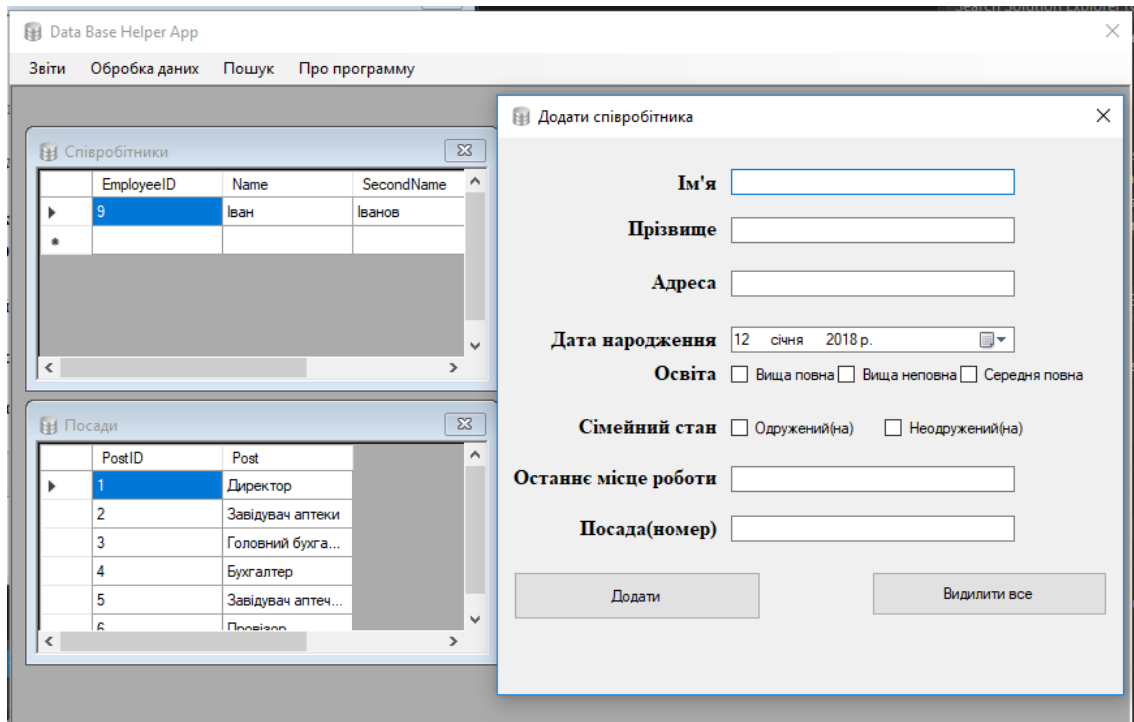 Data Base Helper App
Звіти Обробка даних Пошук Про программу
Співробітники
EmployeeID Name SecondName
9 Іван Іванов
Посади
PostID Post
1 Директор
2 Завідувач аптеки
3 Головний бухга...
4 Бухгалтер
5 Завідувач аптеч...
6 Провізор
Додати співробітника
Ім'я
Прізвище
Адреса
Дата народження 12 січня 2018 р.
Освіта Вища повна Вища неповна Середня повна
Сімейний стан Одружений(на) Неодружений(на)
Останнє місце роботи
Посада(номер)
Додати Видилити все